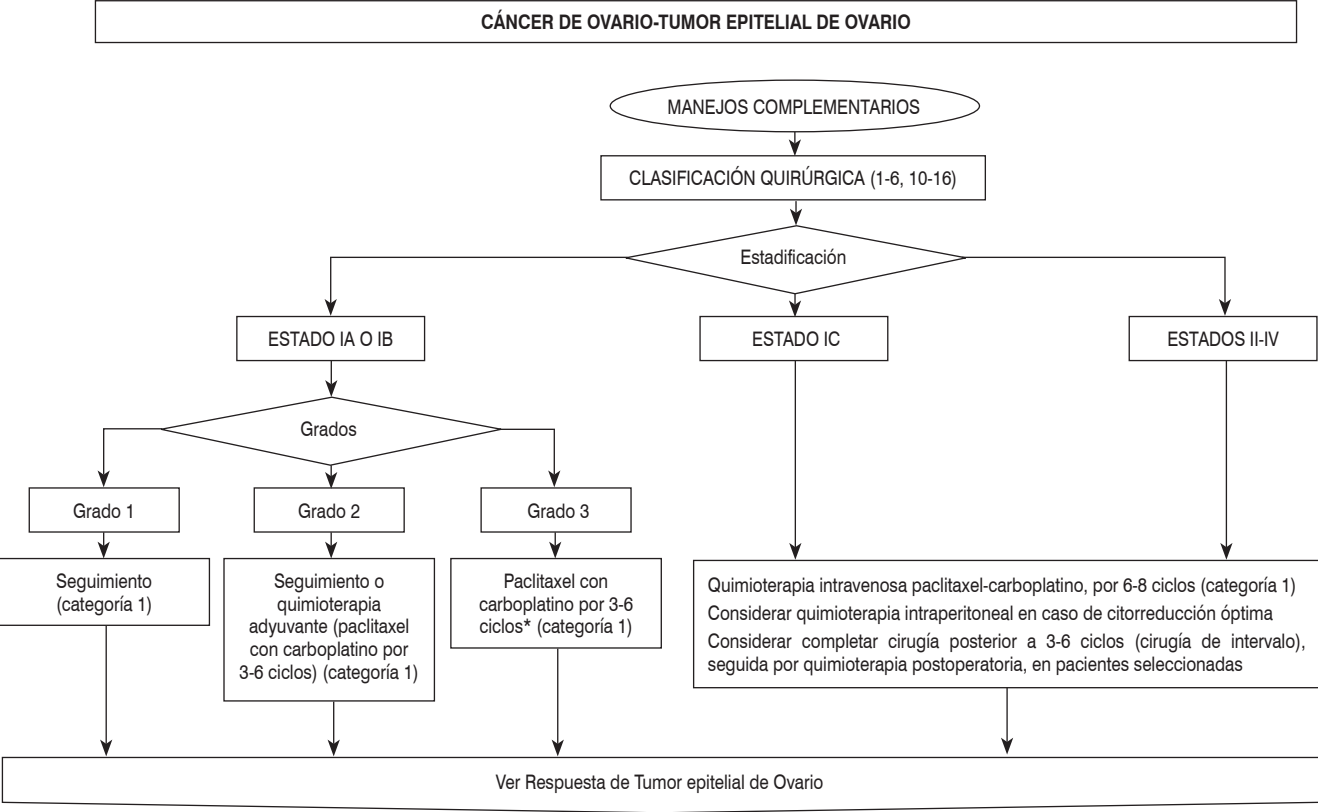 CÁNCER DE OVARIO-TUMOR EPITELIAL DE OVARIO
MANEJOS COMPLEMENTARIOS
CLASIFICACIÓN QUIRÚRGICA (1-6, 10-16)
Estadificación
ESTADO IA O IB
ESTADO IC
ESTADOS II-IV
Grados
Grado 1
Grado 2
Grado 3
Seguimiento
(categoría 1)
Seguimiento o
quimioterapia
adyuvante (paclitaxel
con carboplatino por
3-6 ciclos) (categoría 1)
Paclitaxel con
carboplatino por 3-6
ciclos* (categoría 1)
Quimioterapia intravenosa paclitaxel-carboplatino, por 6-8 ciclos (categoría 1)
Considerar quimioterapia intraperitoneal en caso de citorreducción óptima
Considerar completar cirugía posterior a 3-6 ciclos (cirugía de intervalo),
seguida por quimioterapia postoperatoria, en pacientes seleccionadas
Ver Respuesta de Tumor epitelial de Ovario